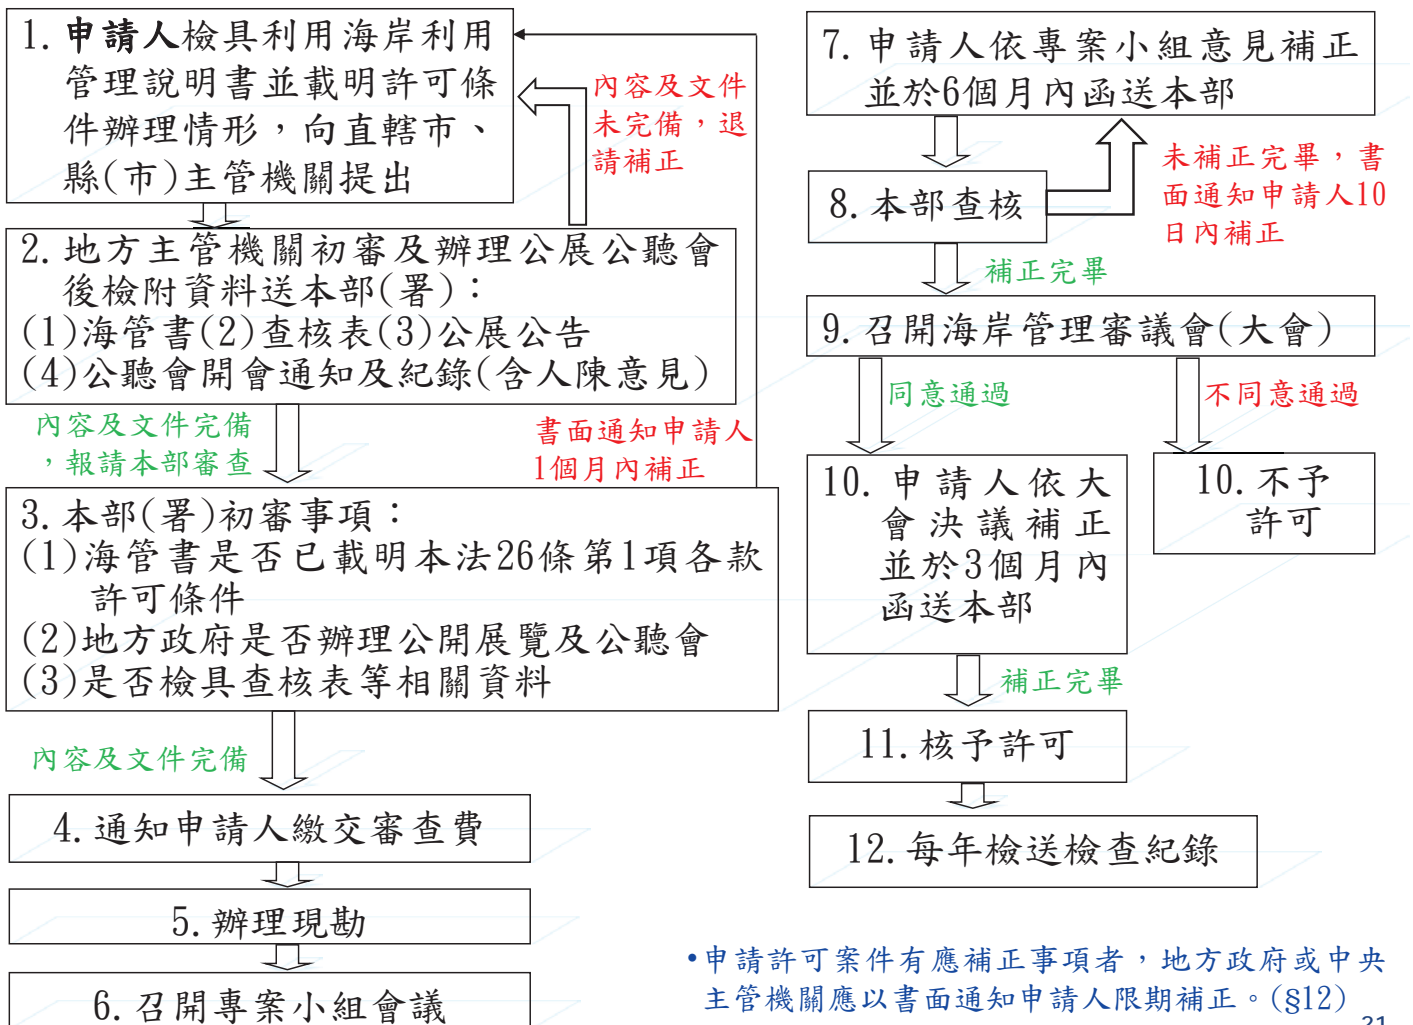 1.申請人檢具利用海岸利用
管理說明書並載明許可條
件辦理情形，向直轄市、
縣(市)主管機關提出
內容及文件
未完備，退
請補正
2.地方主管機關初審及辦理公展公聽會
後檢附資料送本部(署)：
(1)海管書(2)查核表(3)公展公告
(4)公聽會開會通知及紀錄(含人陳意見)
內容及文件完備
，報請本部審查
書面通知申請人
1個月內補正
3.本部(署)初審事項：
(1)海管書是否已載明本法26條第1項各款
許可條件
(2)地方政府是否辦理公開展覽及公聽會
(3)是否檢具查核表等相關資料
內容及文件完備
4.通知申請人繳交審查費
5.辦理現勘
6.召開專案小組會議
7.申請人依專案小組意見補正
並於6個月內函送本部
未補正完畢，書
面通知申請人10
日內補正
8.本部查核
補正完畢
9.召開海岸管理審議會(大會)
同意通過
不同意通過
10.申請人依大
會決議補正
並於3個月內
函送本部
10.不予
許可
補正完畢
11.核予許可
12.每年檢送檢查紀錄
•申請許可案件有應補正事項者，地方政府或中央
主管機關應以書面通知申請人限期補正。(§12)
21